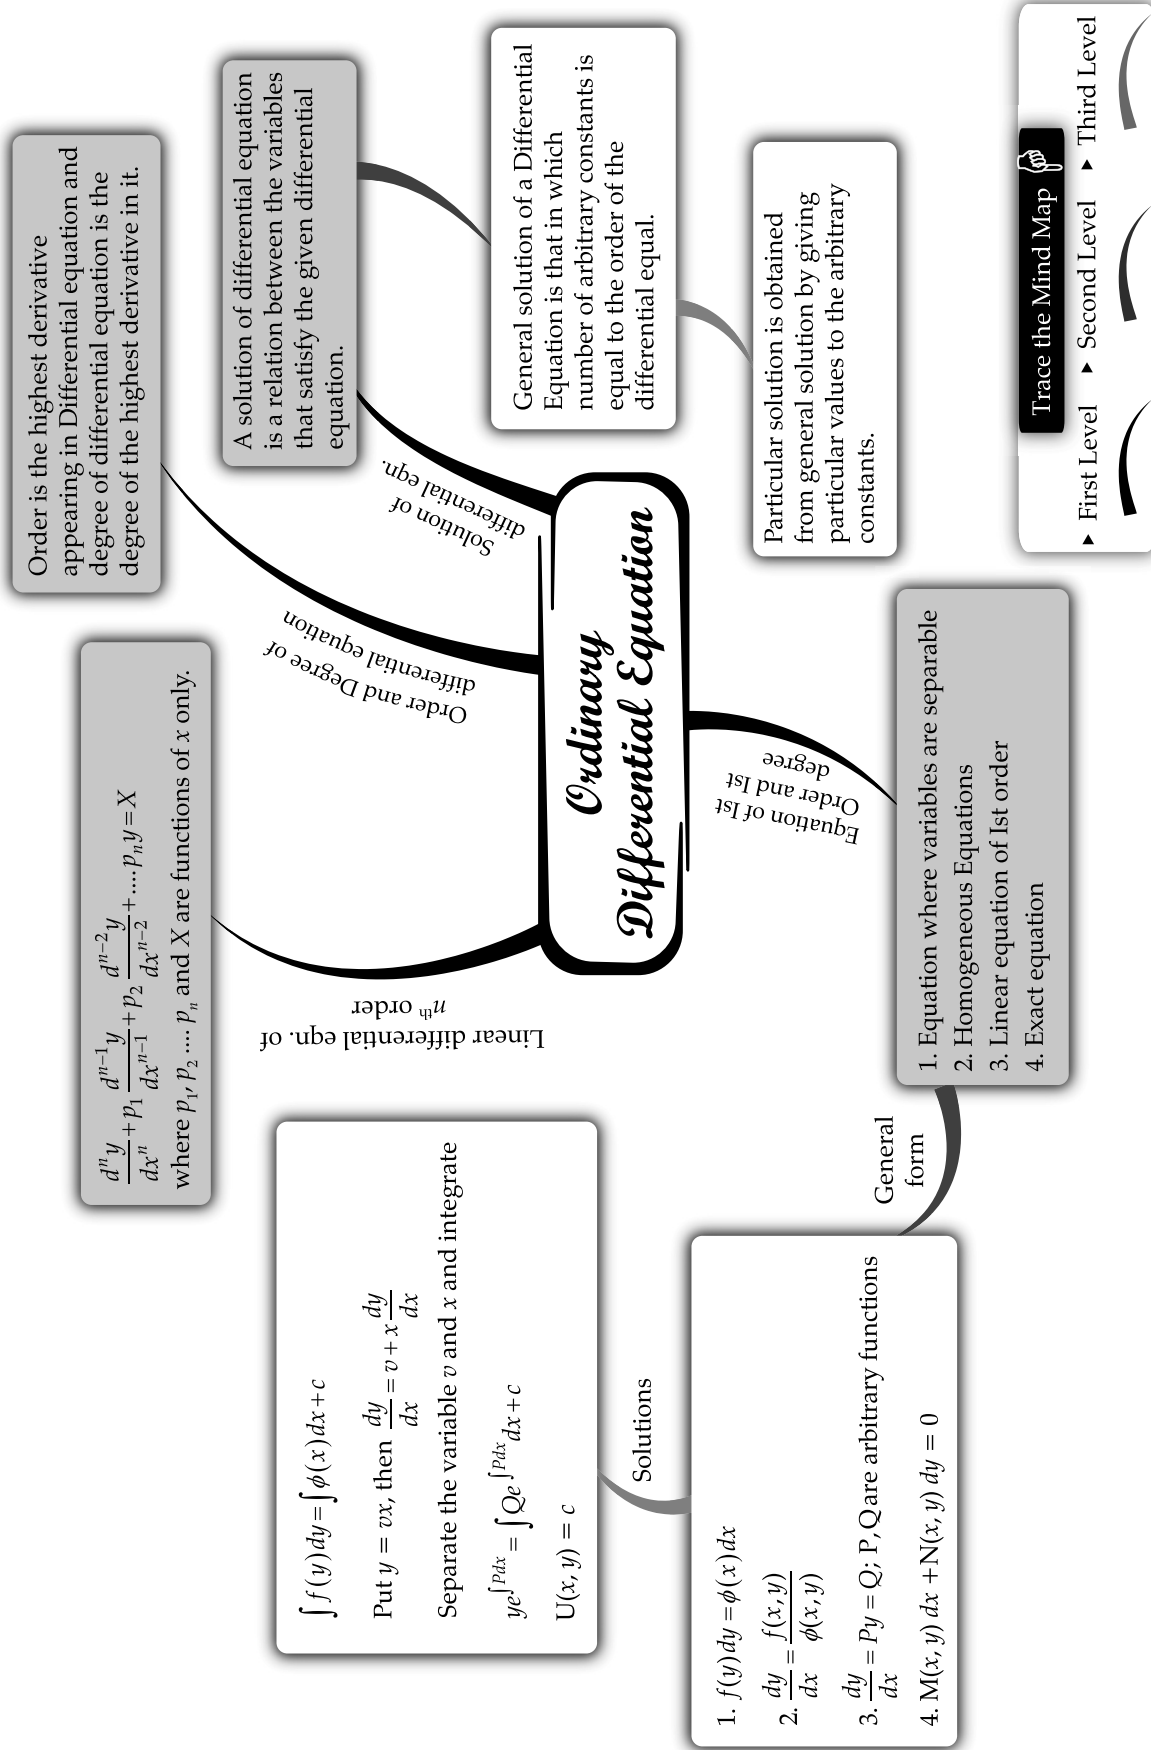 Ordinary
Differential Equation
Linear differential eqn. of
nᵗʰ order
dⁿy/dxⁿ + p₁ dⁿ⁻¹y/dxⁿ⁻¹ + p₂ dⁿ⁻²y/dxⁿ⁻² + .... pₙy = X
where p₁, p₂ .... pₙ and X are functions of x only.
Order and Degree of
differential equation
Order is the highest derivative
appearing in Differential equation and
degree of differential equation is the
degree of the highest derivative in it.
Solution of
differential eqn.
A solution of differential equation
is a relation between the variables
that satisfy the given differential
equation.
General solution of a Differential
Equation is that in which
number of arbitrary constants is
equal to the order of the
differential equal.
Particular solution is obtained
from general solution by giving
particular values to the arbitrary
constants.
Equation of Ist
Order and Ist
degree
1. Equation where variables are separable
2. Homogeneous Equations
3. Linear equation of Ist order
4. Exact equation
General
form
1. f(y)dy = ϕ(x)dx
2. dy/dx = f(x,y)/ϕ(x,y)
3. dy/dx = Py = Q; P, Q are arbitrary functions
4. M(x, y) dx + N(x, y) dy = 0
Solutions
∫f(y)dy = ∫ϕ(x)dx + c
Put y = vx, then dy/dx = v + x dy/dx
Separate the variable v and x and integrate
ye^∫Pdx = ∫Qe^∫Pdx dx + c
U(x, y) = c
Trace the Mind Map
▸ First Level ▸ Second Level ▸ Third Level